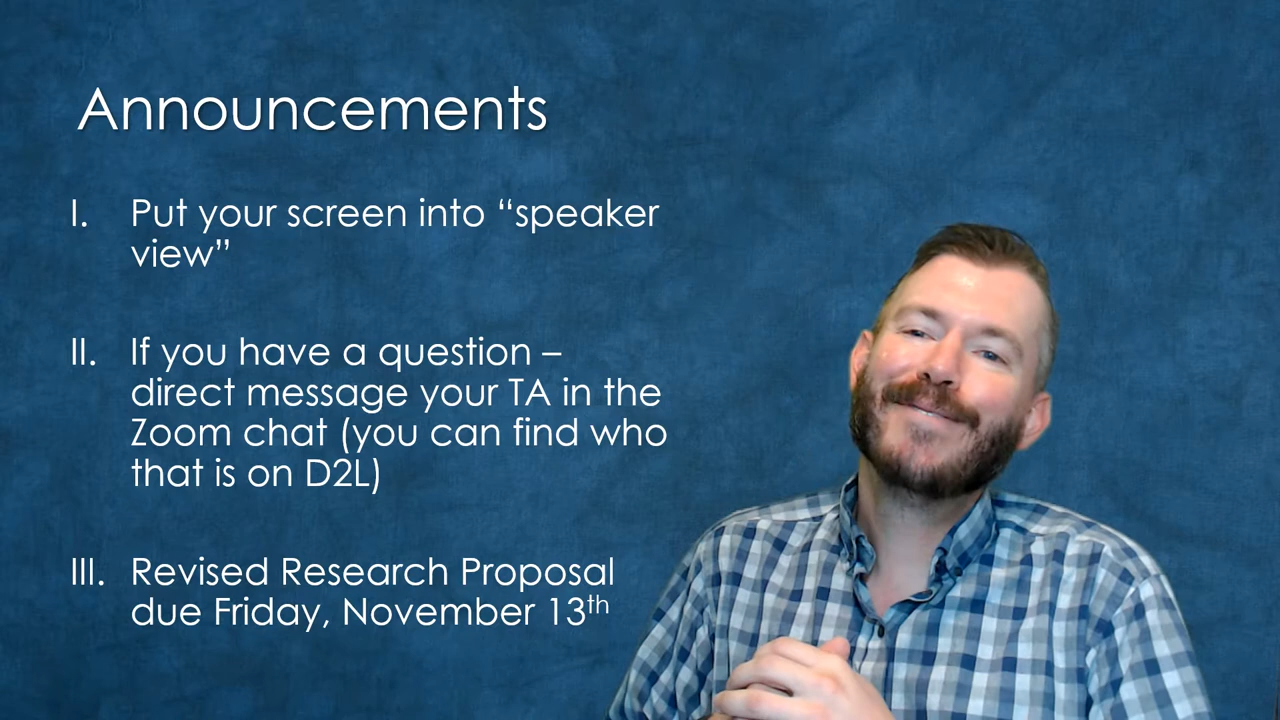 Announcements
I. Put your screen into “speaker
view”
II. If you have a question –
direct message your TA in the
Zoom chat (you can find who
that is on D2L)
III. Revised Research Proposal
due Friday, November 13th